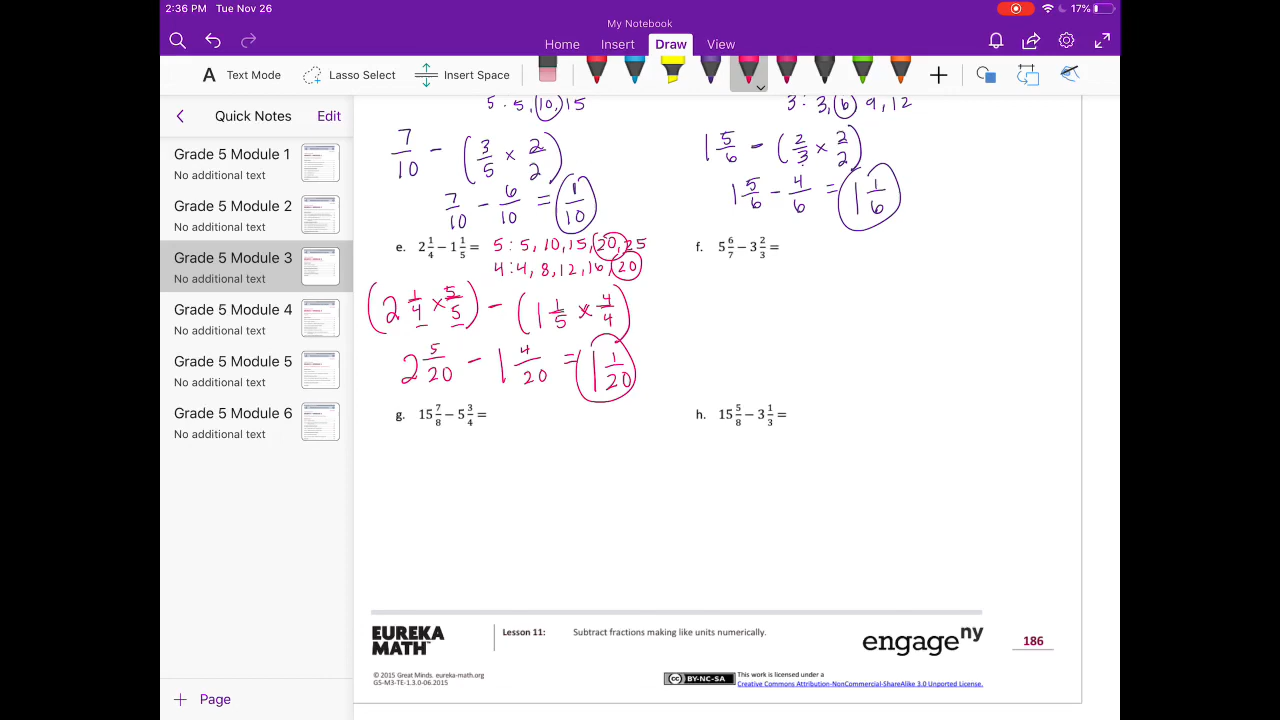 2:36 PM Tue Nov 26
17%
My Notebook
Home Insert Draw View
A Text Mode Lasso Select Insert Space
Quick Notes Edit
Grade 5 Module 1
No additional text
Grade 5 Module 2
No additional text
Grade 5 Module 3
No additional text
Grade 5 Module 4
No additional text
Grade 5 Module 5
No additional text
Grade 5 Module 6
No additional text
Page
5 : 5, 10, 15
7/10 − (3/5 × 2/2)
7/10 − 6/10 = 1/10
3 : 3, 6 9, 12
1 5/6 − (2/3 × 2/2)
1 5/6 − 4/6 = 1 1/6
e. 2 1/4 − 1 1/5 = 5 : 5, 10, 15, 20, 25
4 : 4, 8, 12, 16, 20
(2 1/4 × 5/5) − (1 1/5 × 4/4)
2 5/20 − 1 4/20 = 1 1/20
f. 5 6/7 − 3 2/3 =
g. 15 7/8 − 5 3/4 =
h. 15 5/8 − 3 1/3 =
EUREKA
MATH™
Lesson 11: Subtract fractions making like units numerically.
engage ny
186
© 2015 Great Minds. eureka-math.org
G5-M3-TE-1.3.0-06.2015
cc BY-NC-SA
This work is licensed under a
Creative Commons Attribution-NonCommercial-ShareAlike 3.0 Unported License.